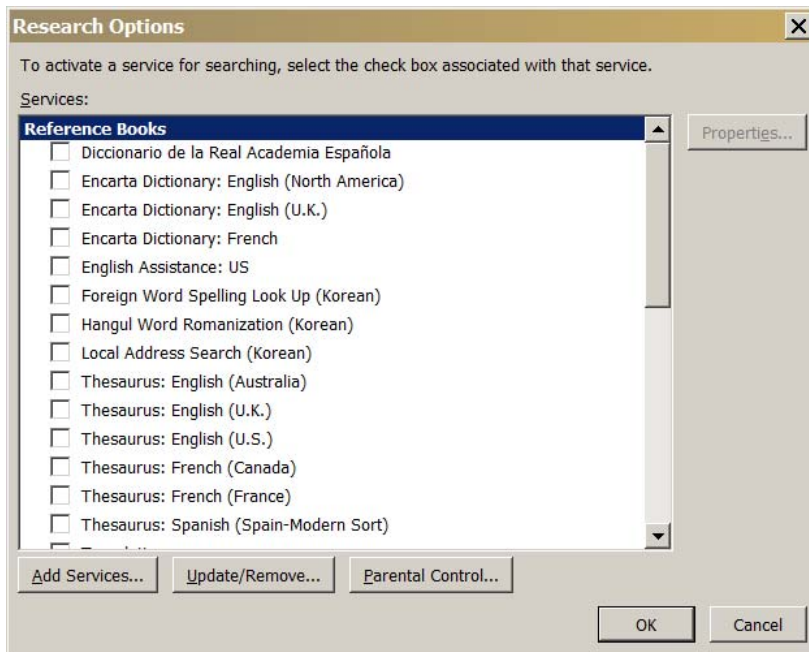 Research Options
To activate a service for searching, select the check box associated with that service.
Services:
Reference Books
Properties...
Diccionario de la Real Academia Española
Encarta Dictionary: English (North America)
Encarta Dictionary: English (U.K.)
Encarta Dictionary: French
English Assistance: US
Foreign Word Spelling Look Up (Korean)
Hangul Word Romanization (Korean)
Local Address Search (Korean)
Thesaurus: English (Australia)
Thesaurus: English (U.K.)
Thesaurus: English (U.S.)
Thesaurus: French (Canada)
Thesaurus: French (France)
Thesaurus: Spanish (Spain-Modern Sort)
Add Services... Update/Remove... Parental Control...
OK Cancel